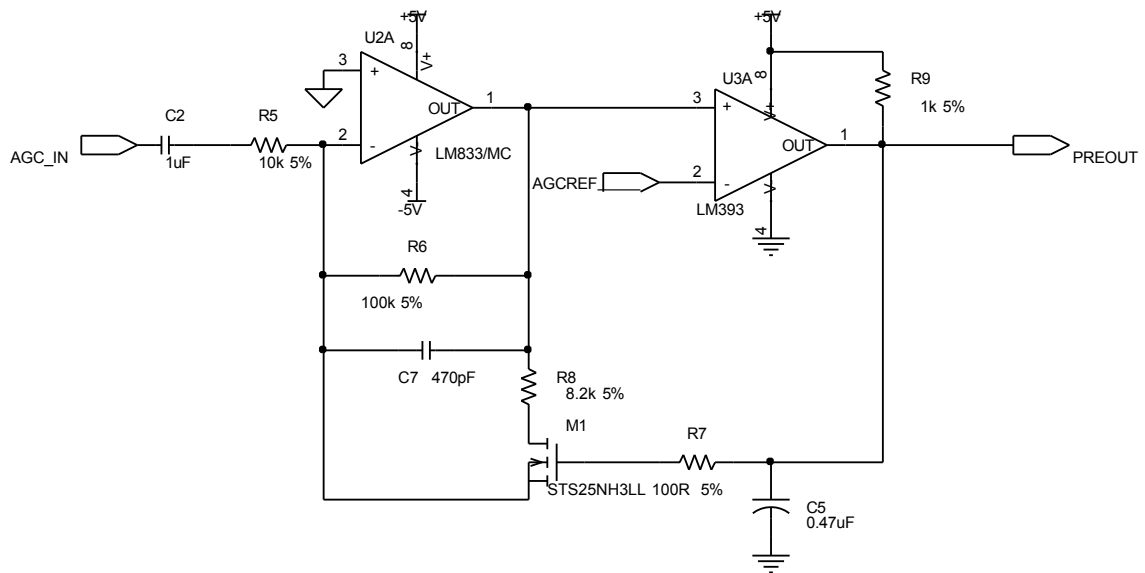 +5V
+5V
U2A
8
V+
3
+
1
OUT
2
-
V
4
LM833/MC
-5V
AGC_IN
C2
1uF
R5
10k 5%
R6
100k 5%
C7 470pF
R8
8.2k 5%
M1
STS25NH3LL
R7
100R 5%
C5
0.47uF
U3A
8
V+
3
+
1
OUT
2
-
V
4
LM393
AGCREF
R9
1k 5%
PREOUT